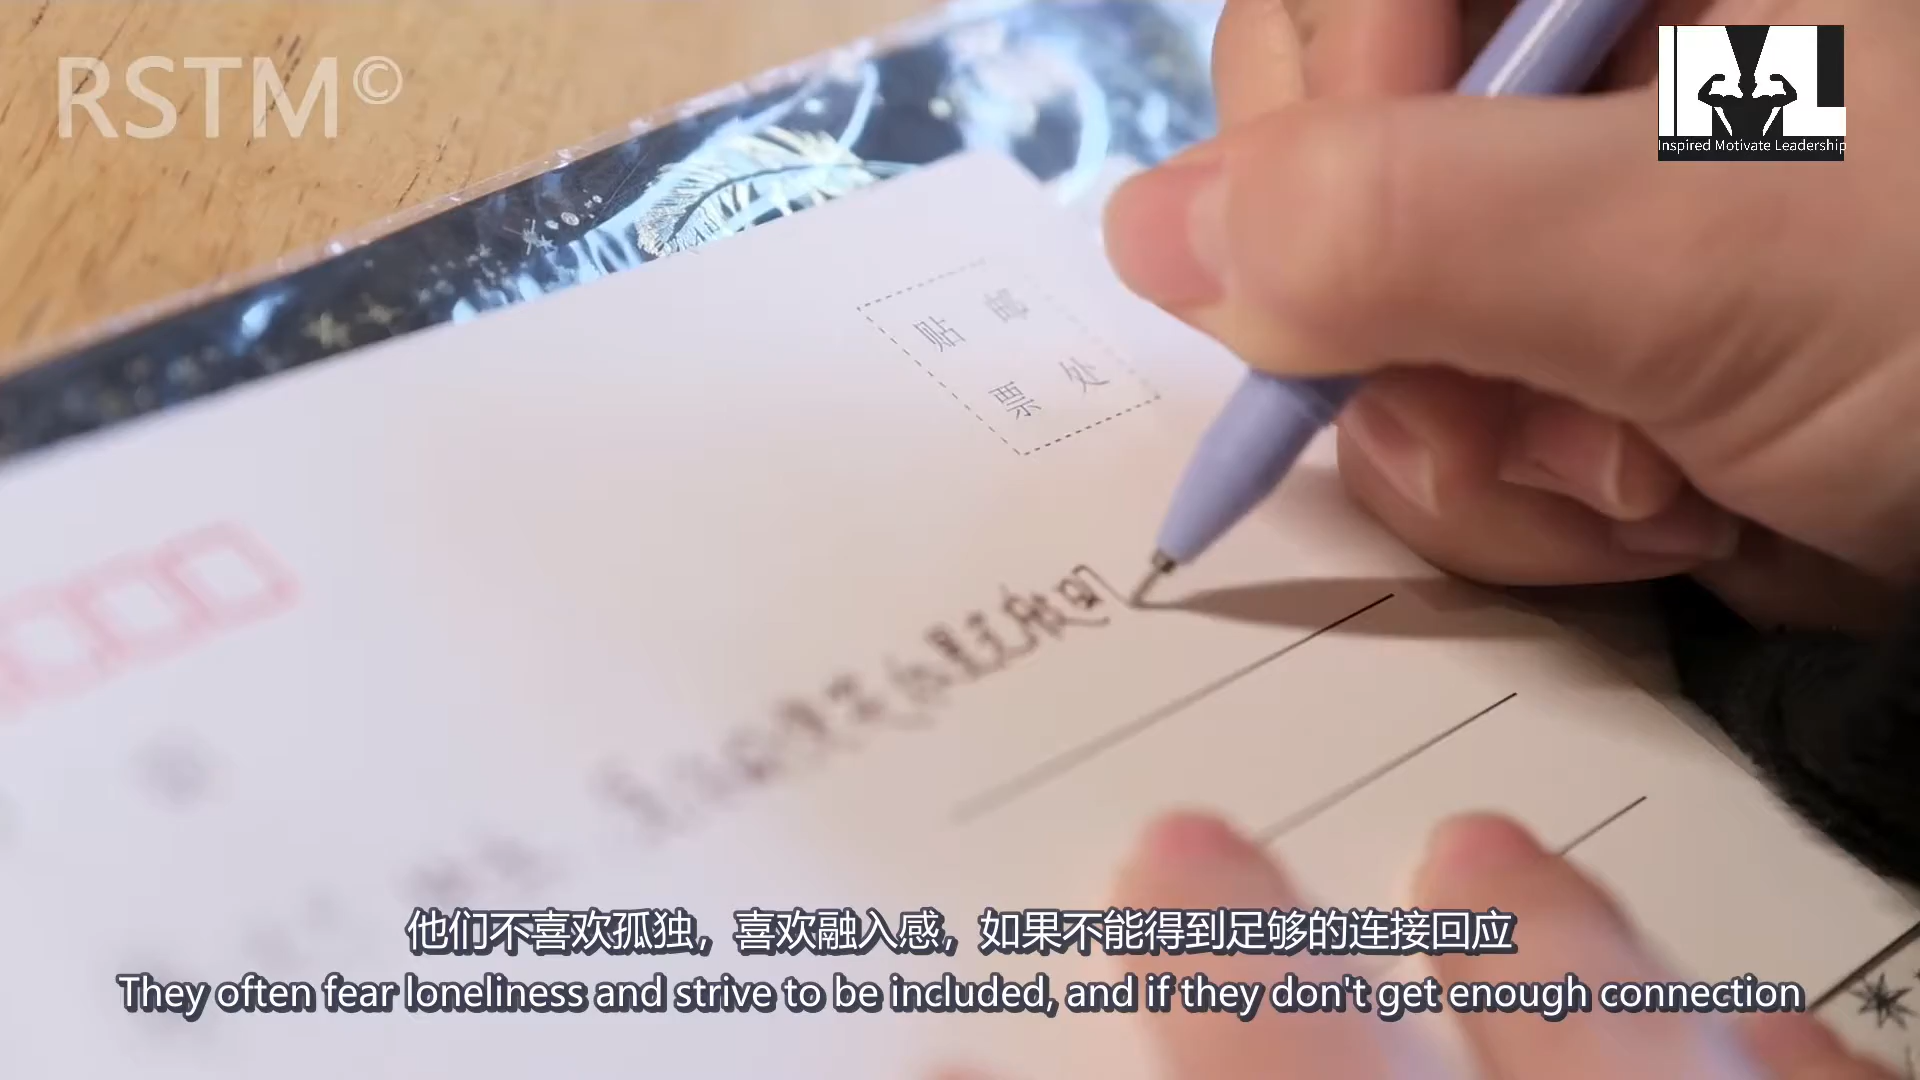 RSTM©
Inspired Motivate Leadership
贴 邮
票 处
他们不喜欢孤独，喜欢融入感，如果不能得到足够的连接回应
They often fear loneliness and strive to be included, and if they don't get enough connection